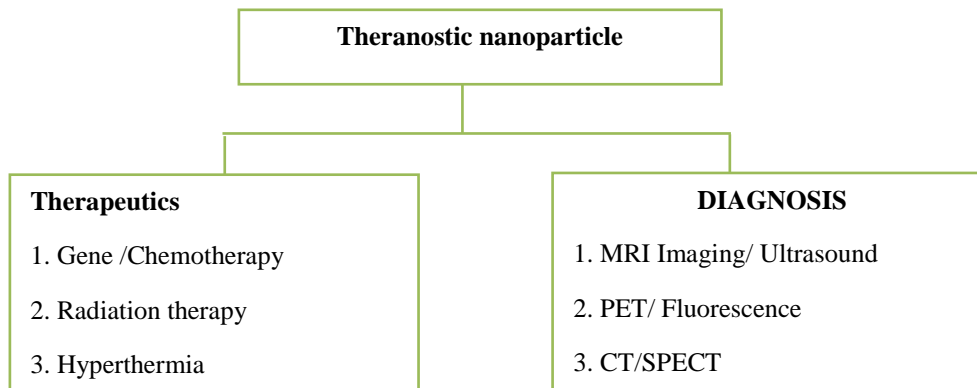 Theranostic nanoparticle
Therapeutics
1. Gene /Chemotherapy
2. Radiation therapy
3. Hyperthermia
DIAGNOSIS
1. MRI Imaging/ Ultrasound
2. PET/ Fluorescence
3. CT/SPECT